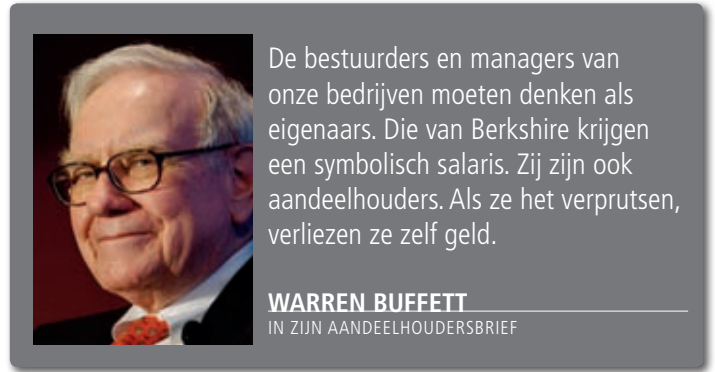 De bestuurders en managers van
onze bedrijven moeten denken als
eigenaars. Die van Berkshire krijgen
een symbolisch salaris. Zij zijn ook
aandeelhouders. Als ze het verprutsen,
verliezen ze zelf geld.
WARREN BUFFETT
IN ZIJN AANDEELHOUDERSBRIEF